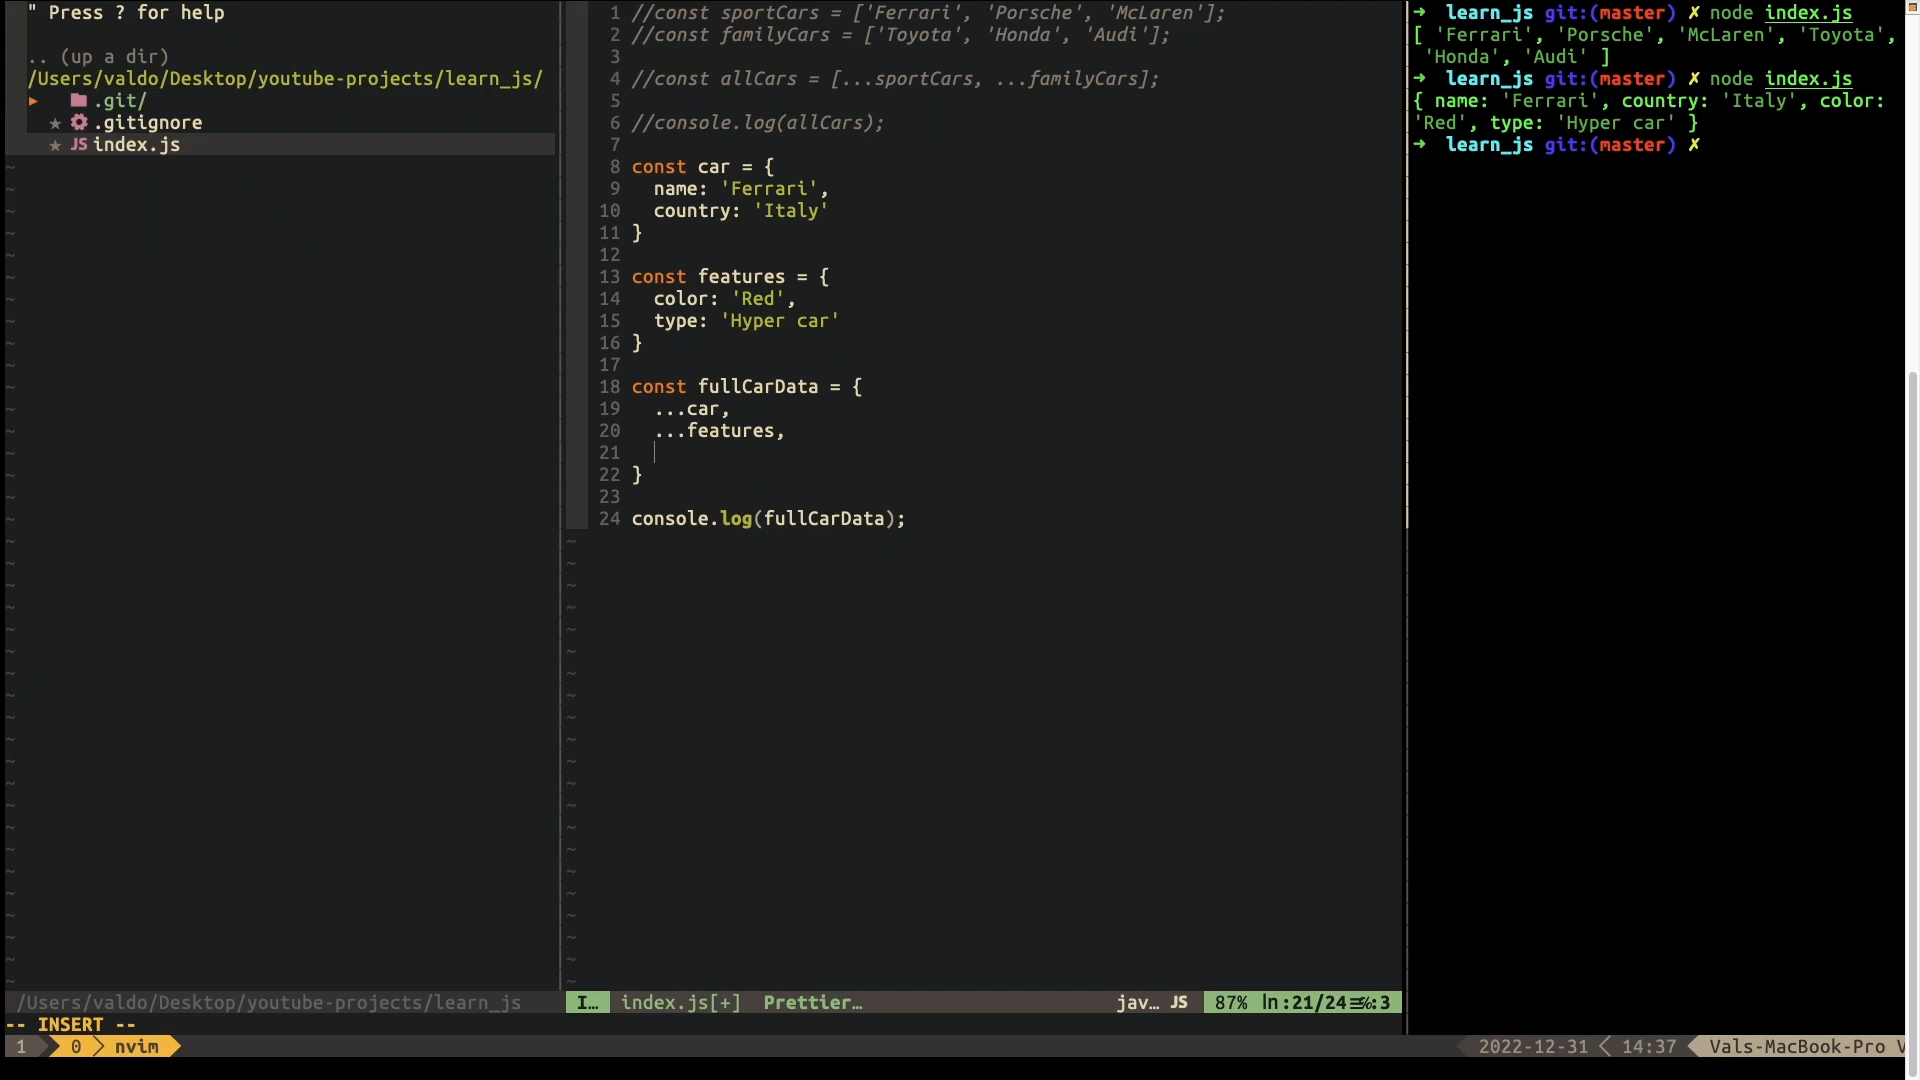 " Press ? for help
.. (up a dir)
/Users/valdo/Desktop/youtube-projects/learn_js/
.git/
.gitignore
JS index.js
/Users/valdo/Desktop/youtube-projects/learn_js
1 //const sportCars = ['Ferrari', 'Porsche', 'McLaren'];
2 //const familyCars = ['Toyota', 'Honda', 'Audi'];
3
4 //const allCars = [...sportCars, ...familyCars];
5
6 //console.log(allCars);
7
8 const car = {
9   name: 'Ferrari',
10   country: 'Italy'
11 }
12
13 const features = {
14   color: 'Red',
15   type: 'Hyper car'
16 }
17
18 const fullCarData = {
19   ...car,
20   ...features,
21
22 }
23
24 console.log(fullCarData);
I… index.js[+] Prettier… jav… JS 87% ln:21/24≡%:3
➜ learn_js git:(master) ✗ node index.js
[ 'Ferrari', 'Porsche', 'McLaren', 'Toyota',
'Honda', 'Audi' ]
➜ learn_js git:(master) ✗ node index.js
{ name: 'Ferrari', country: 'Italy', color:
'Red', type: 'Hyper car' }
➜ learn_js git:(master) ✗
-- INSERT --
1 0 nvim 2022-12-31 14:37 Vals-MacBook-Pro V